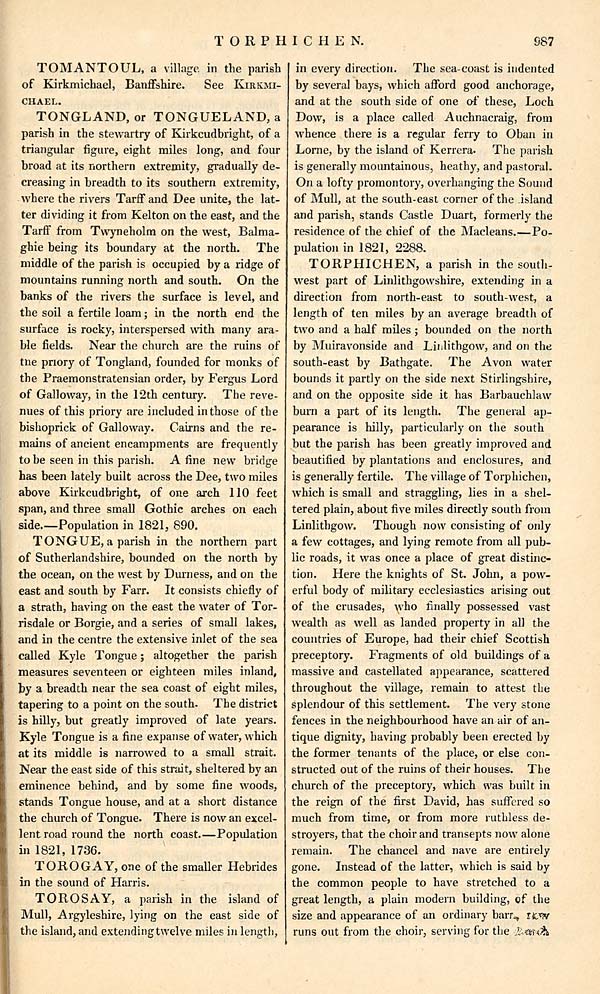 TORPHICHEN. 987
TOMANTOUL, a village in the parish
of Kirkmichael, Banffshire. See KIRKMI-
CHAEL.
TONGLAND, or TONGUELAND, a
parish in the stewartry of Kirkcudbright, of a
triangular figure, eight miles long, and four
broad at its northern extremity, gradually de-
creasing in breadth to its southern extremity,
where the rivers Tarff and Dee unite, the lat-
ter dividing it from Kelton on the east, and the
Tarff from Twyneholm on the west, Balma-
ghie being its boundary at the north. The
middle of the parish is occupied by a ridge of
mountains running north and south. On the
banks of the rivers the surface is level, and
the soil a fertile loam; in the north end the
surface is rocky, interspersed with many ara-
ble fields. Near the church are the ruins of
tne priory of Tongland, founded for monks of
the Praemonstratensian order, by Fergus Lord
of Galloway, in the 12th century. The reve-
nues of this priory are included in those of the
bishoprick of Galloway. Cairns and the re-
mains of ancient encampments are frequently
to be seen in this parish. A fine new bridge
has been lately built across the Dee, two miles
above Kirkcudbright, of one arch 110 feet
span, and three small Gothic arches on each
side.—Population in 1821, 890.
TONGUE, a parish in the northern part
of Sutherlandshire, bounded on the north by
the ocean, on the west by Durness, and on the
east and south by Farr. It consists chiefly of
a strath, having on the east the water of Tor-
risdale or Borgie, and a series of small lakes,
and in the centre the extensive inlet of the sea
called Kyle Tongue; altogether the parish
measures seventeen or eighteen miles inland,
by a breadth near the sea coast of eight miles,
tapering to a point on the south. The district
is hilly, but greatly improved of late years.
Kyle Tongue is a fine expanse of water, which
at its middle is narrowed to a small strait.
Near the east side of this strait, sheltered by an
eminence behind, and by some fine woods,
stands Tongue house, and at a short distance
the church of Tongue. There is now an excel-
lent road round the north coast.—Population
in 1821, 1736.
TOROGAY, one of the smaller Hebrides
in the sound of Harris.
TOROSAY, a parish in the island of
Mull, Argyleshire, lying on the east side of
the island, and extending twelve miles in length,
in every direction. The sea-coast is indented
by several bays, which afford good anchorage,
and at the south side of one of these, Loch
Dow, is a place called Auchnacraig, from
whence there is a regular ferry to Oban in
Lorne, by the island of Kerrera. The parish
is generally mountainous, heathy, and pastoral.
On a lofty promontory, overhanging the Sound
of Mull, at the south-east corner of the island
and parish, stands Castle Duart, formerly the
residence of the chief of the Macleans.—Po-
pulation in 1821, 2288.
TORPHICHEN, a parish in the south-
west part of Linlithgowshire, extending in a
direction from north-east to south-west, a
length of ten miles by an average breadth of
two and a half miles; bounded on the north
by Muiravonside and Linlithgow, and on the
south-east by Bathgate. The Avon water
bounds it partly on the side next Stirlingshire,
and on the opposite side it has Barbauchlaw
burn a part of its length. The general ap-
pearance is hilly, particularly on the south
but the parish has been greatly improved and
beautified by plantations and enclosures, and
is generally fertile. The village of Torphichen,
which is small and straggling, lies in a shel-
tered plain, about five miles directly south from
Linlithgow. Though now consisting of only
a few cottages, and lying remote from all pub-
lic roads, it was once a place of great distinc-
tion. Here the knights of St. John, a pow-
erful body of military ecclesiastics arising out
of the crusades, who finally possessed vast
wealth as well as landed property in all the
countries of Europe, had their chief Scottish
preceptory. Fragments of old buildings of a
massive and castellated appearance, scattered
throughout the village, remain to attest the
splendour of this settlement. The very stone
fences in the neighbourhood have an air of an-
tique dignity, having probably been erected by
the former tenants of the place, or else con-
structed out of the ruins of their houses. The
church of the preceptory, which was built in
the reign of the first David, has suffered so
much from time, or from more ruthless de-
stroyers, that the choir and transepts now alone
remain. The chancel and nave are entirely
gone. Instead of the latter, which is said by
the common people to have stretched to a
great length, a plain modern building, of the
size and appearance of an ordinary barn, now
runs out from the choir, serving for the